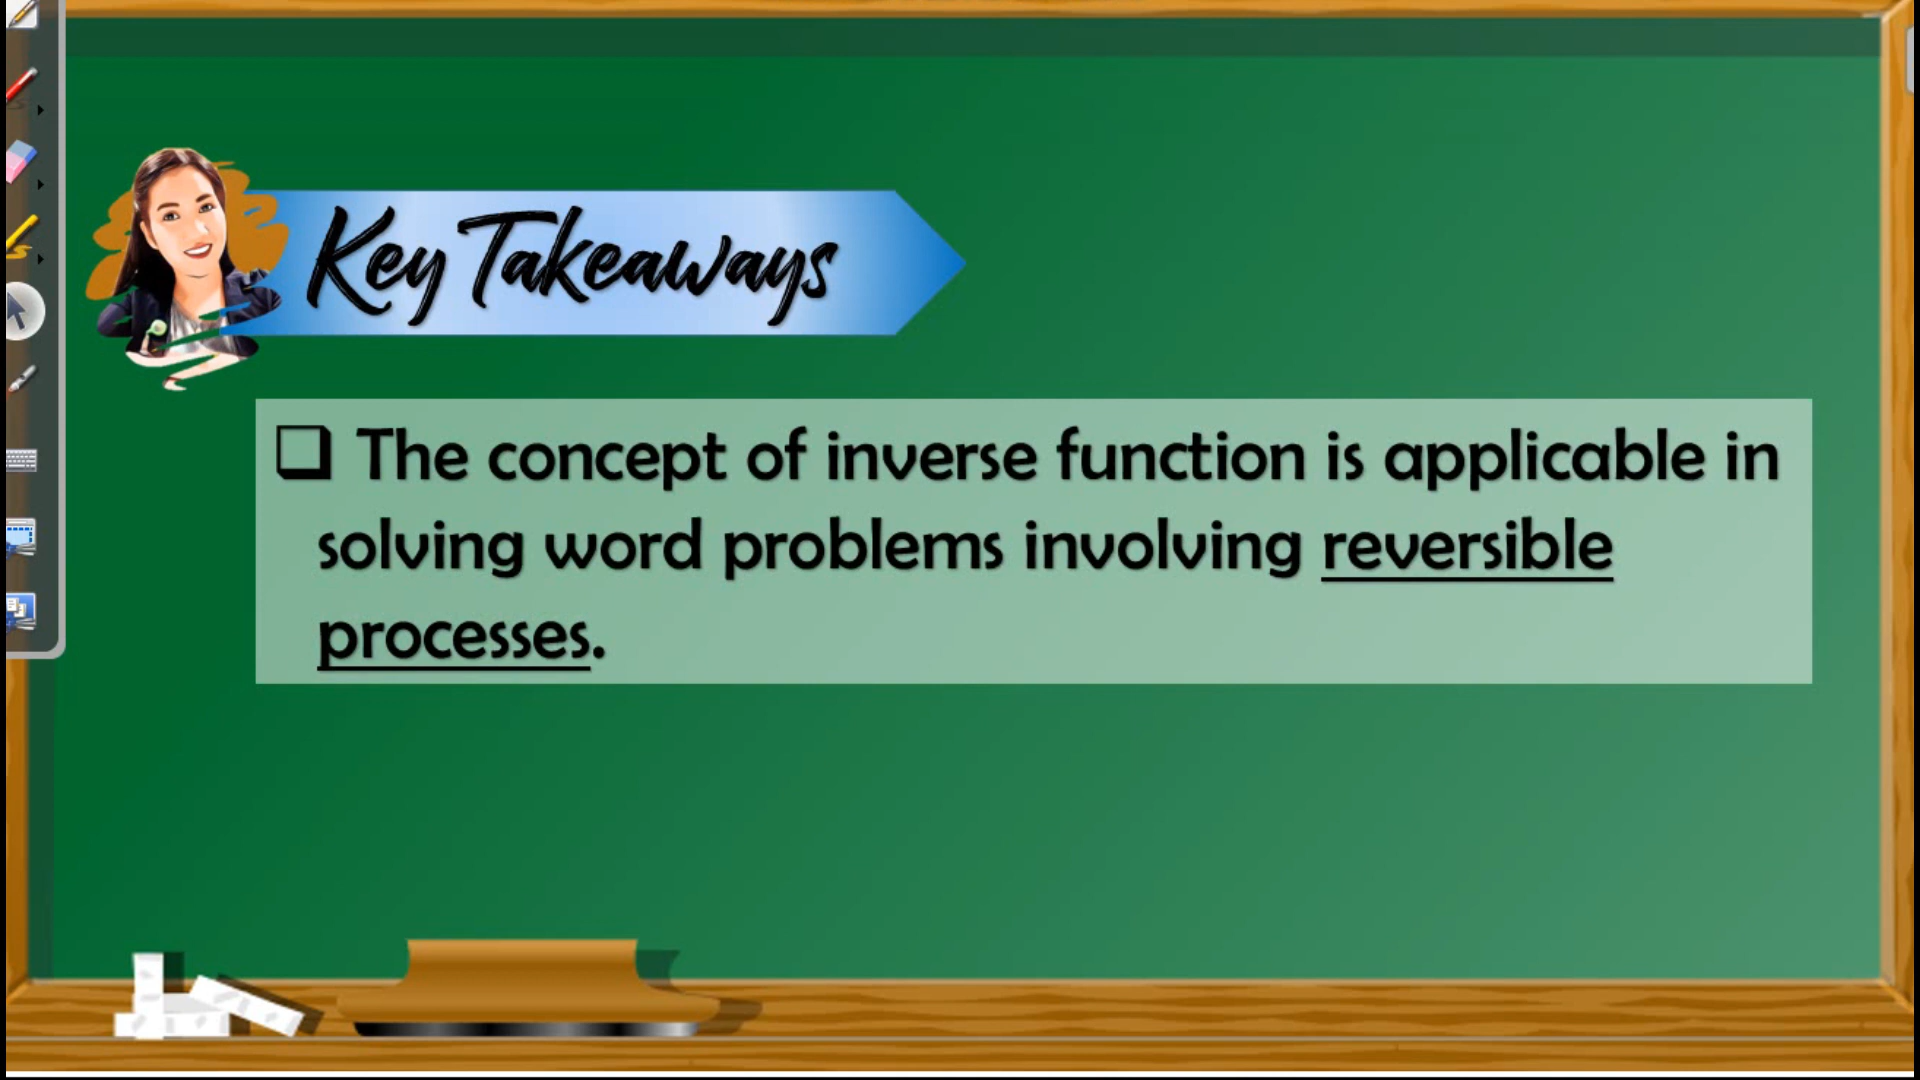 Key Takeaways
❑ The concept of inverse function is applicable in
solving word problems involving reversible
processes.